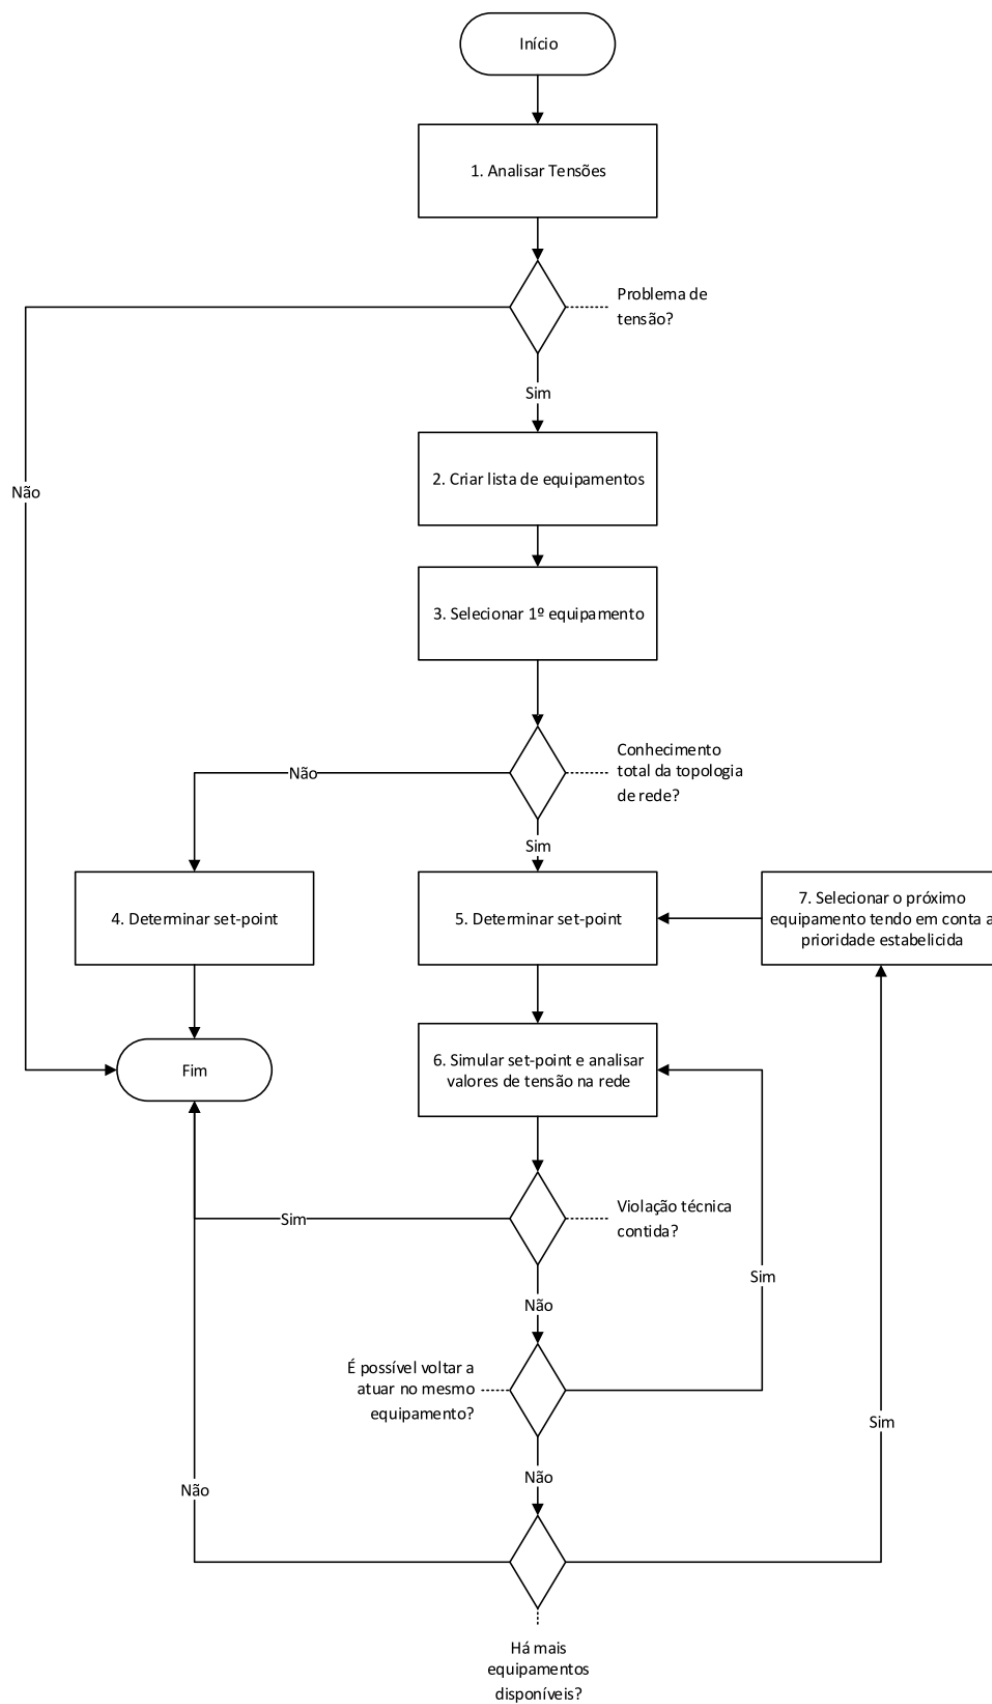 Início
1. Analisar Tensões
Problema de
tensão?
Sim
2. Criar lista de equipamentos
Não
3. Selecionar 1º equipamento
Conhecimento
total da topologia
de rede?
Não
Sim
4. Determinar set-point
5. Determinar set-point
7. Selecionar o próximo
equipamento tendo em conta a
prioridade estabelicida
Fim
6. Simular set-point e analisar
valores de tensão na rede
Sim
Violação técnica
contida?
Sim
Não
É possível voltar a
atuar no mesmo
equipamento?
Sim
Não
Não
Há mais
equipamentos
disponíveis?